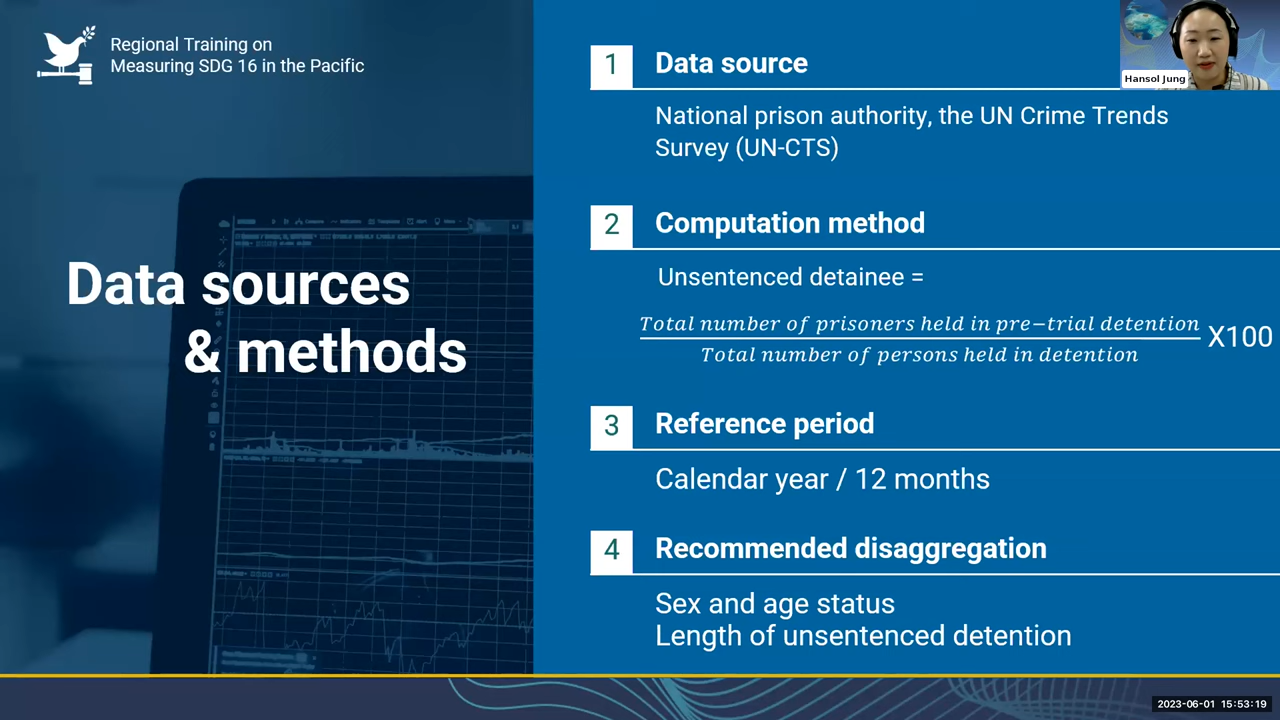 Regional Training on
Measuring SDG 16 in the Pacific
Data sources
& methods
1 Data source
National prison authority, the UN Crime Trends
Survey (UN-CTS)
2 Computation method
Unsentenced detainee =
Total number of prisoners held in pre−trial detention
X100
Total number of persons held in detention
3 Reference period
Calendar year / 12 months
4 Recommended disaggregation
Sex and age status
Length of unsentenced detention
Hansol Jung
2023-06-01 15:53:19